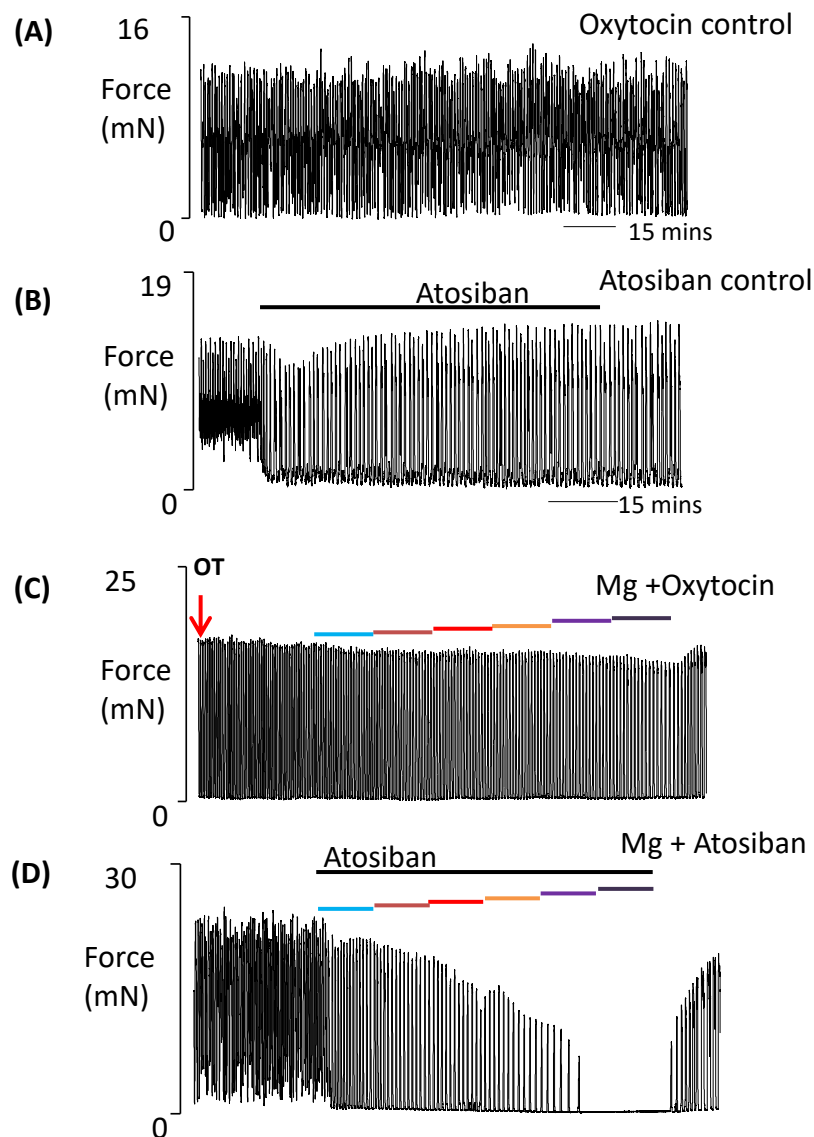 (A)
16
Oxytocin control
Force
(mN)
0
15 mins
(B)
19
Atosiban
Atosiban control
Force
(mN)
0
15 mins
(C)
25
OT
Mg +Oxytocin
Force
(mN)
0
(D)
30
Atosiban
Mg + Atosiban
Force
(mN)
0